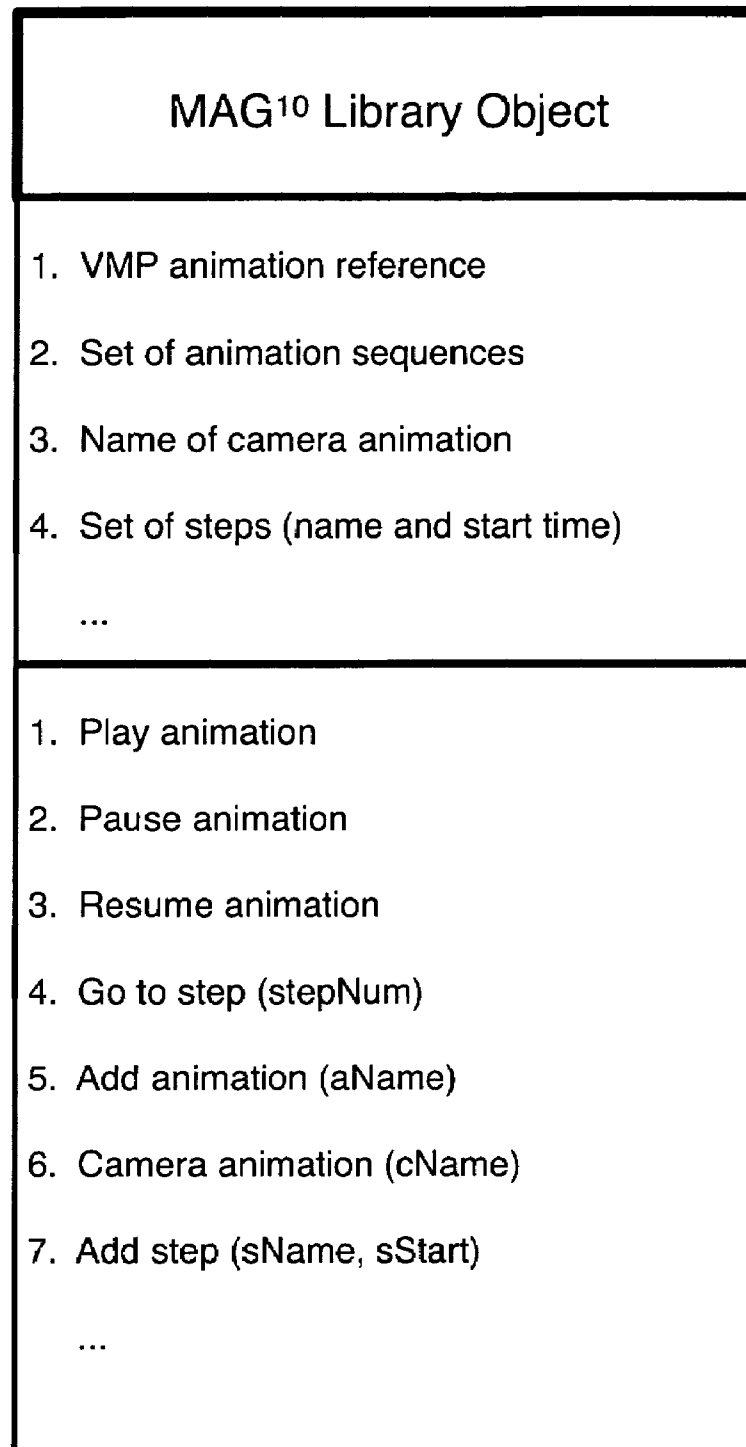 MAG¹⁰ Library Object
1. VMP animation reference
2. Set of animation sequences
3. Name of camera animation
4. Set of steps (name and start time)
...
1. Play animation
2. Pause animation
3. Resume animation
4. Go to step (stepNum)
5. Add animation (aName)
6. Camera animation (cName)
7. Add step (sName, sStart)
...